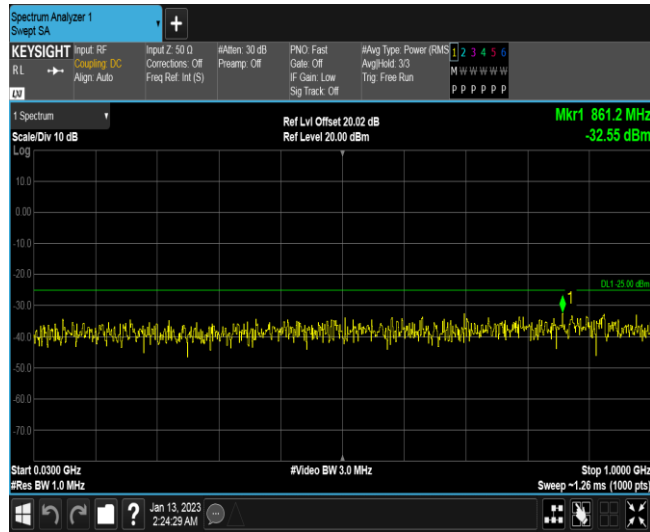 Spectrum Analyzer 1
Swept SA
+
KEYSIGHT
RL
LXI
Input: RF
Coupling: DC
Align: Auto
Input Z: 50 Ω
Corrections: Off
Freq Ref: Int (S)
#Atten: 30 dB
Preamp: Off
PNO: Fast
Gate: Off
IF Gain: Low
Sig Track: Off
#Avg Type: Power (RMS
Avg|Hold: 3/3
Trig: Free Run
1 2 3 4 5 6
M W W W W W
P P P P P P
1 Spectrum
Scale/Div 10 dB
Log
Ref Lvl Offset 20.02 dB
Ref Level 20.00 dBm
Mkr1 861.2 MHz
-32.55 dBm
10.0
0.00
-10.0
-20.0
-30.0
-40.0
-50.0
-60.0
-70.0
DL1 -25.00 dBm
1
Start 0.0300 GHz
#Res BW 1.0 MHz
#Video BW 3.0 MHz
Stop 1.0000 GHz
Sweep ~1.26 ms (1000 pts)
?
Jan 13, 2023
2:24:29 AM